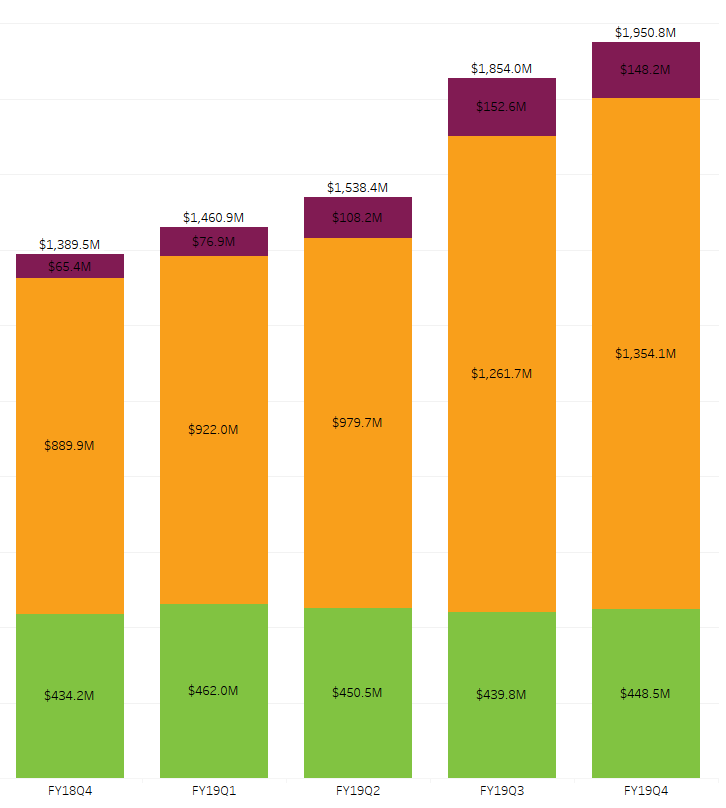 $1,950.8M
$148.2M
$1,854.0M
$152.6M
$1,538.4M
$108.2M
$1,460.9M
$76.9M
$1,389.5M
$65.4M
$1,354.1M
$1,261.7M
$979.7M
$922.0M
$889.9M
$434.2M
$462.0M
$450.5M
$439.8M
$448.5M
FY18Q4
FY19Q1
FY19Q2
FY19Q3
FY19Q4